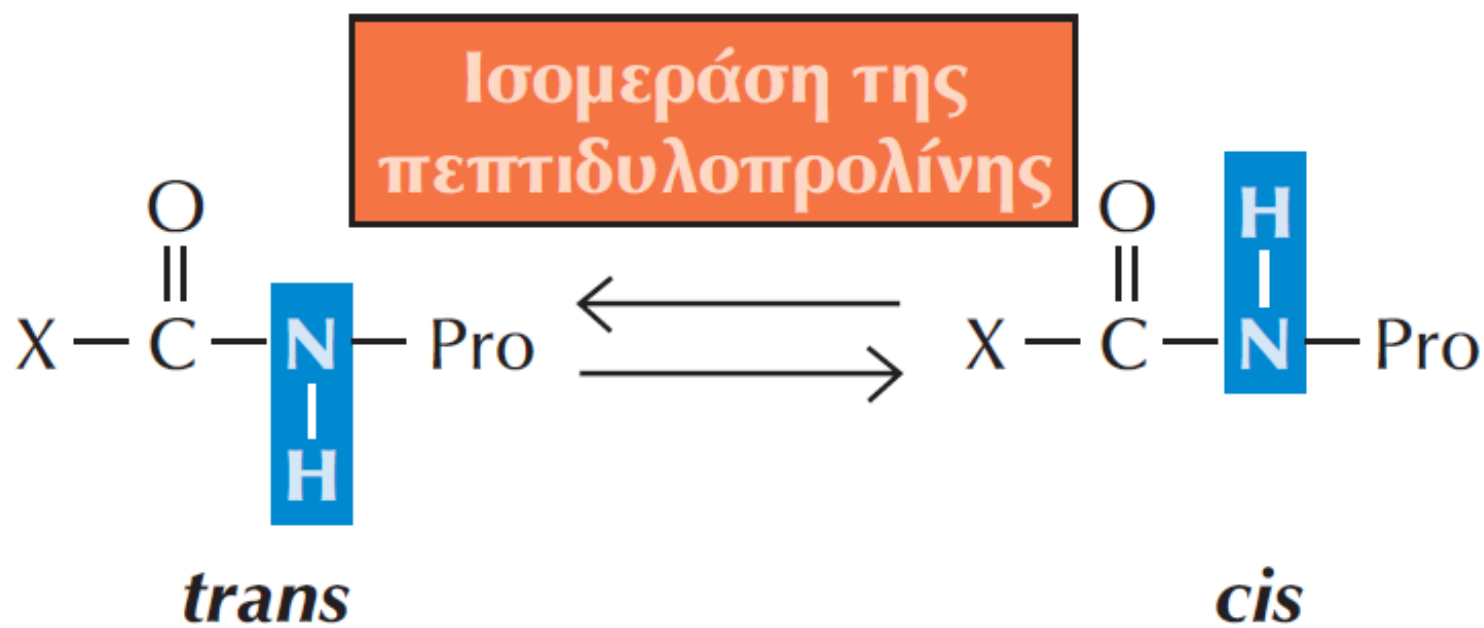 Ισομεράση της
πεπτιδυλοπρολίνης
O
X — C — N — Pro
H
trans
H
O
X — C — N — Pro
cis